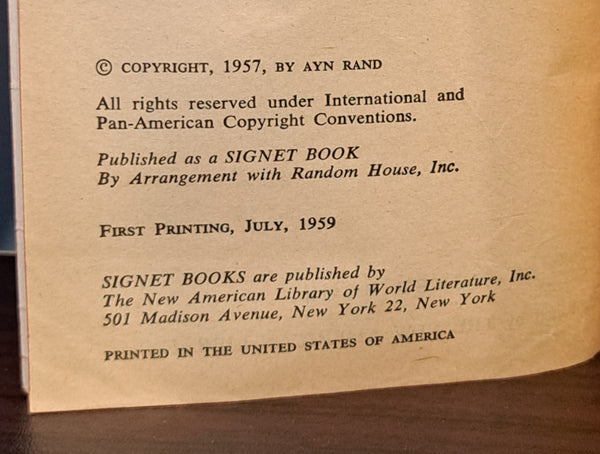 © COPYRIGHT, 1957, BY AYN RAND
All rights reserved under International and
Pan-American Copyright Conventions.
Published as a SIGNET BOOK
By Arrangement with Random House, Inc.
FIRST PRINTING, JULY, 1959
SIGNET BOOKS are published by
The New American Library of World Literature, Inc.
501 Madison Avenue, New York 22, New York
PRINTED IN THE UNITED STATES OF AMERICA